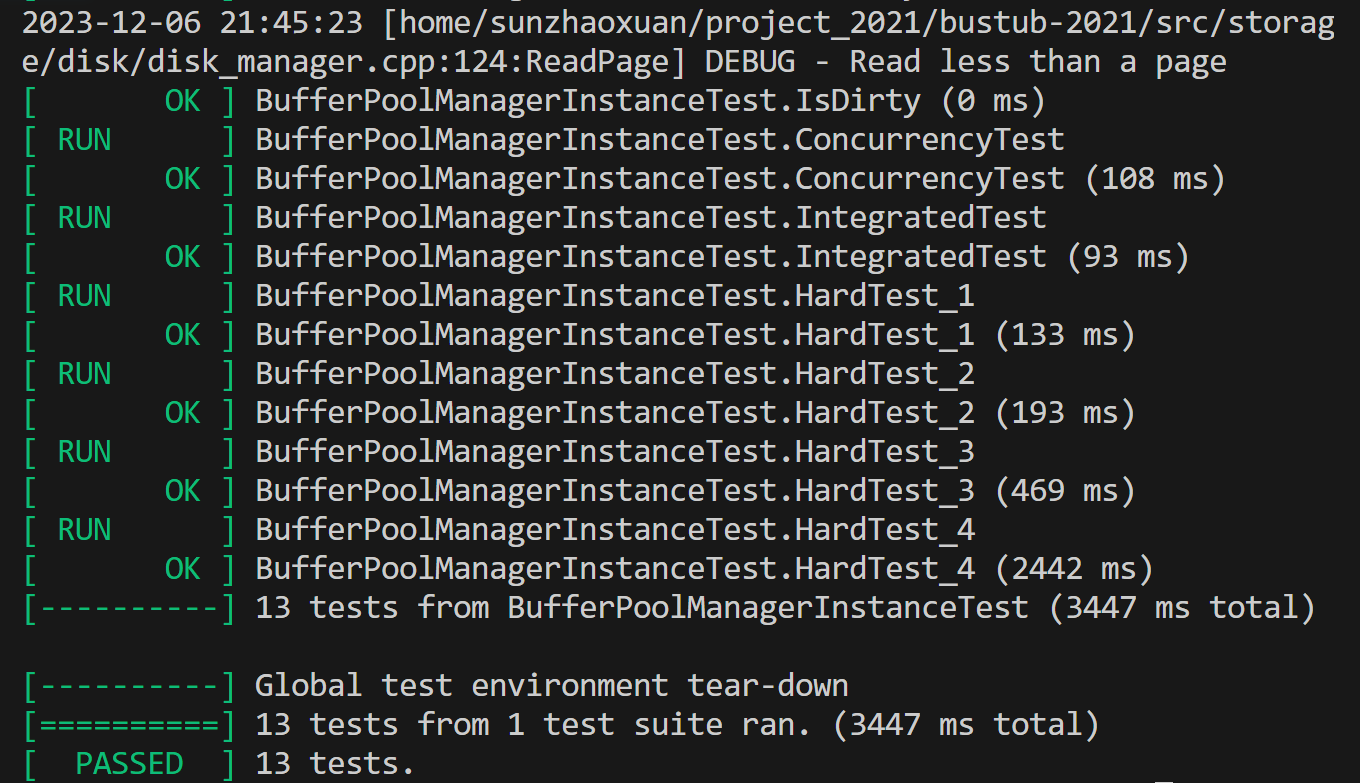 2023-12-06 21:45:23 [home/sunzhaoxuan/project_2021/bustub-2021/src/storag
e/disk/disk_manager.cpp:124:ReadPage] DEBUG - Read less than a page
[       OK ] BufferPoolManagerInstanceTest.IsDirty (0 ms)
[ RUN      ] BufferPoolManagerInstanceTest.ConcurrencyTest
[       OK ] BufferPoolManagerInstanceTest.ConcurrencyTest (108 ms)
[ RUN      ] BufferPoolManagerInstanceTest.IntegratedTest
[       OK ] BufferPoolManagerInstanceTest.IntegratedTest (93 ms)
[ RUN      ] BufferPoolManagerInstanceTest.HardTest_1
[       OK ] BufferPoolManagerInstanceTest.HardTest_1 (133 ms)
[ RUN      ] BufferPoolManagerInstanceTest.HardTest_2
[       OK ] BufferPoolManagerInstanceTest.HardTest_2 (193 ms)
[ RUN      ] BufferPoolManagerInstanceTest.HardTest_3
[       OK ] BufferPoolManagerInstanceTest.HardTest_3 (469 ms)
[ RUN      ] BufferPoolManagerInstanceTest.HardTest_4
[       OK ] BufferPoolManagerInstanceTest.HardTest_4 (2442 ms)
[----------] 13 tests from BufferPoolManagerInstanceTest (3447 ms total)
[----------] Global test environment tear-down
[==========] 13 tests from 1 test suite ran. (3447 ms total)
[  PASSED  ] 13 tests.